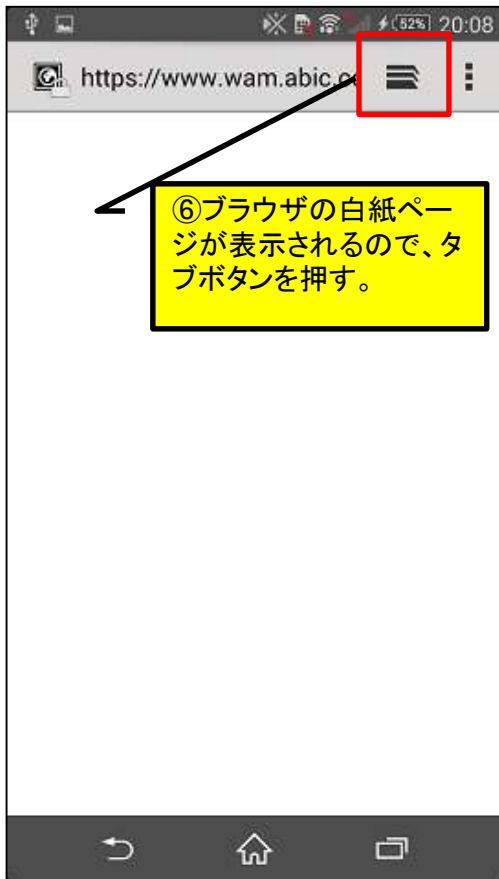 52% 20:08
https://www.wam.abic.c
⑥ブラウザの白紙ペー
ジが表示されるので、タ
ブボタンを押す。